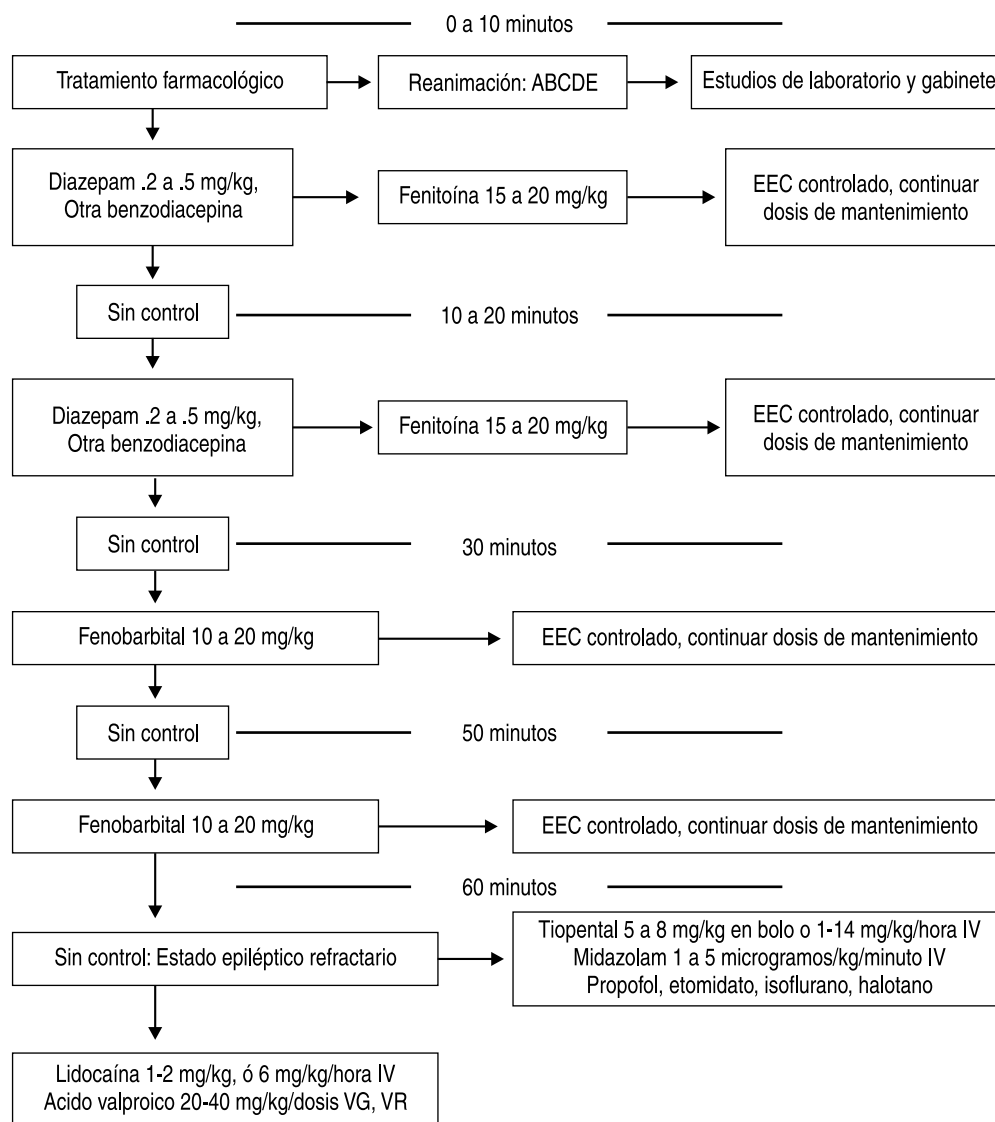 0 a 10 minutos
Tratamiento farmacológico
Reanimación: ABCDE
Estudios de laboratorio y gabinete
Diazepam .2 a .5 mg/kg,
Otra benzodiacepina
Fenitoína 15 a 20 mg/kg
EEC controlado, continuar
dosis de mantenimiento
Sin control
10 a 20 minutos
Diazepam .2 a .5 mg/kg,
Otra benzodiacepina
Fenitoína 15 a 20 mg/kg
EEC controlado, continuar
dosis de mantenimiento
Sin control
30 minutos
Fenobarbital 10 a 20 mg/kg
EEC controlado, continuar dosis de mantenimiento
Sin control
50 minutos
Fenobarbital 10 a 20 mg/kg
EEC controlado, continuar dosis de mantenimiento
60 minutos
Sin control: Estado epiléptico refractario
Tiopental 5 a 8 mg/kg en bolo o 1-14 mg/kg/hora IV
Midazolam 1 a 5 microgramos/kg/minuto IV
Propofol, etomidato, isoflurano, halotano
Lidocaína 1-2 mg/kg, ó 6 mg/kg/hora IV
Acido valproico 20-40 mg/kg/dosis VG, VR